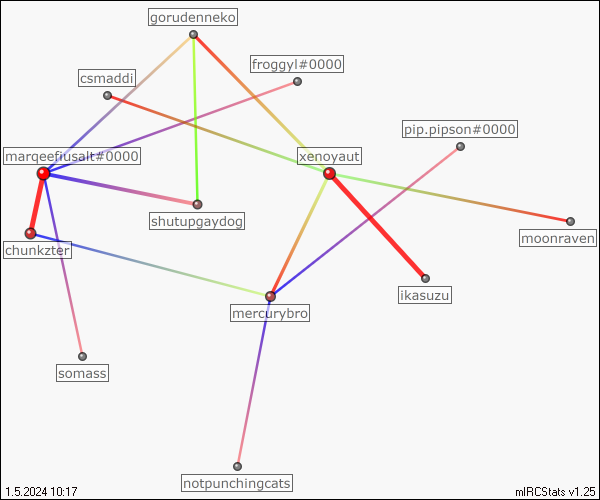 gorudenneko
froggyl#0000
csmaddi
pip.pipson#0000
marqeefiusalt#0000
xenoyaut
shutupgaydog
moonraven
chunkzter
ikasuzu
mercurybro
somass
notpunchingcats
1.5.2024 10:17
mIRCStats v1.25